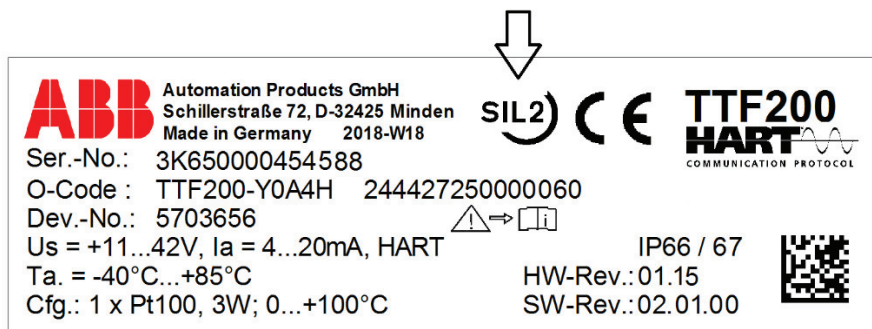 ABB
Automation Products GmbH
Schillerstraße 72, D-32425 Minden
Made in Germany 2018-W18
SIL2
CE
TTF200
HART
COMMUNICATION PROTOCOL
Ser.-No.: 3K650000454588
O-Code : TTF200-Y0A4H 244427250000060
Dev.-No.: 5703656
Us = +11...42V, Ia = 4...20mA, HART IP66 / 67
Ta. = -40°C...+85°C HW-Rev.:01.15
Cfg.: 1 x Pt100, 3W; 0...+100°C SW-Rev.:02.01.00